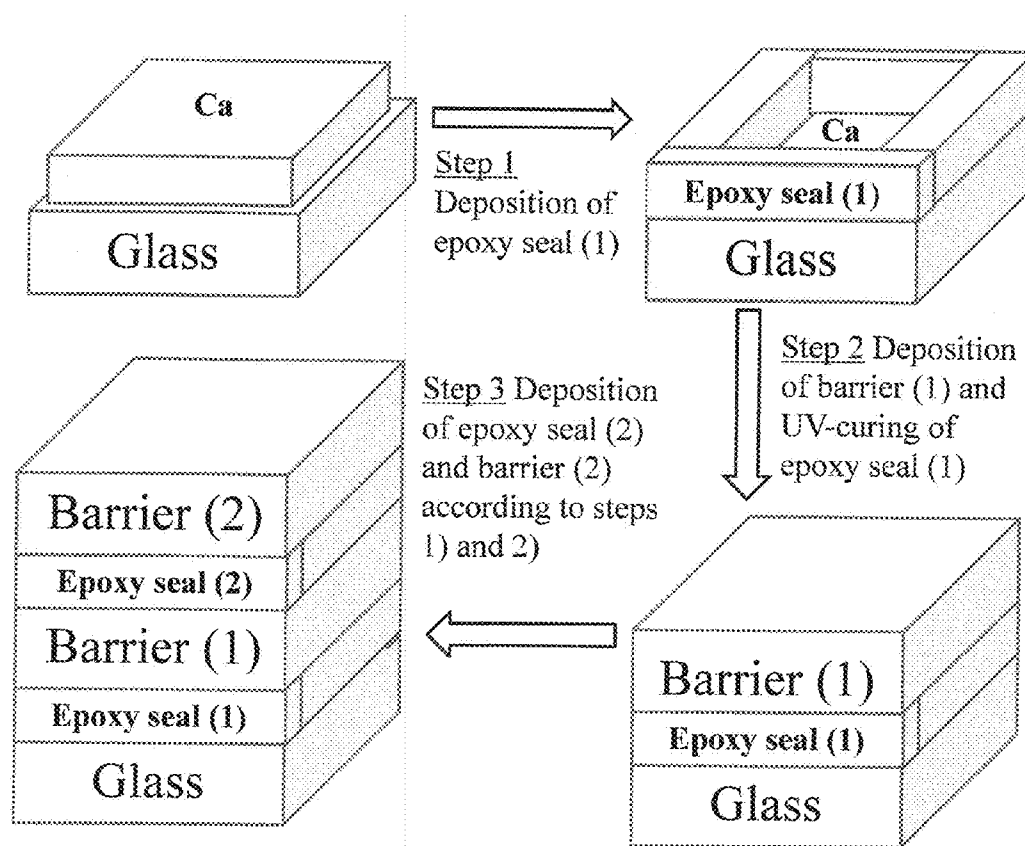 Ca
Glass
Step 1
Deposition of
epoxy seal (1)
Ca
Epoxy seal (1)
Glass
Step 2 Deposition
of barrier (1) and
UV-curing of
epoxy seal (1)
Barrier (1)
Epoxy seal (1)
Glass
Step 3 Deposition
of epoxy seal (2)
and barrier (2)
according to steps
1) and 2)
Barrier (2)
Epoxy seal (2)
Barrier (1)
Epoxy seal (1)
Glass